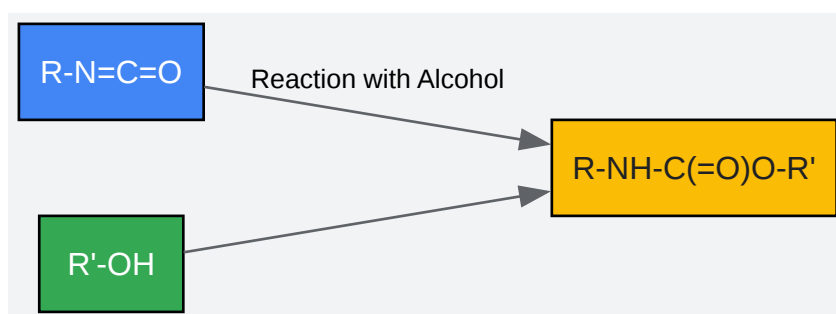 R-N=C=O
Reaction with Alcohol
R-NH-C(=O)O-R'
R'-OH